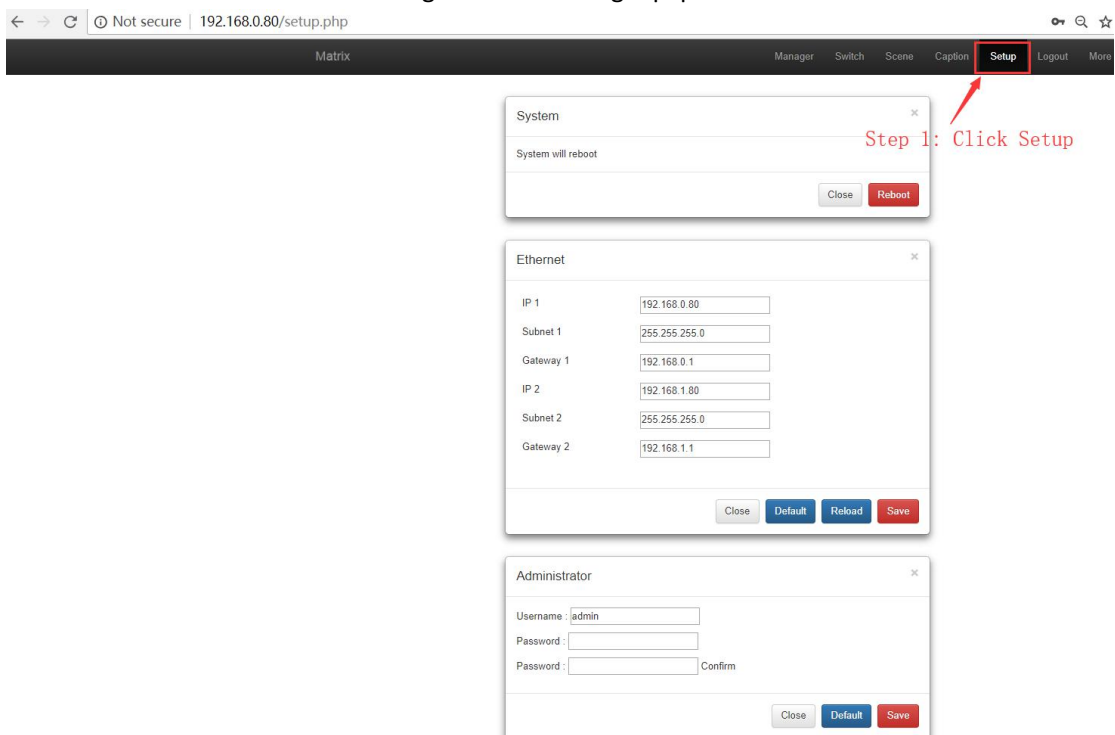 Not secure | 192.168.0.80/setup.php
Matrix Manager Switch Scene Caption Setup Logout More
System ×
Step 1: Click Setup
System will reboot
Close Reboot
Ethernet ×
IP 1 192.168.0.80
Subnet 1 255.255.255.0
Gateway 1 192.168.0.1
IP 2 192.168.1.80
Subnet 2 255.255.255.0
Gateway 2 192.168.1.1
Close Default Reload Save
Administrator ×
Username : admin
Password :
Password : Confirm
Close Default Save